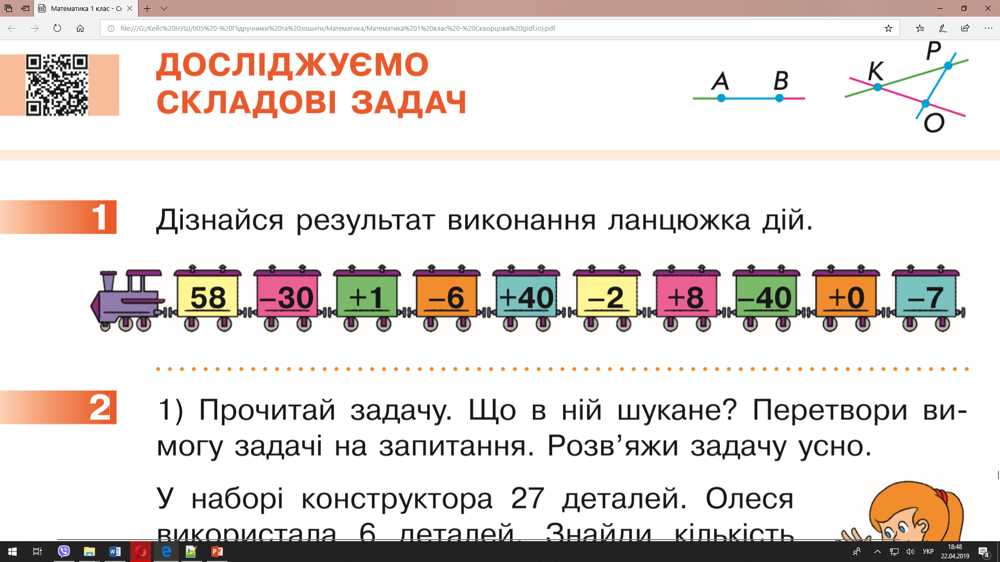 Математика 1 клас - Ск
file:///G:/Кейс%20НУШ/005%20-%20Підручники%20та%20зошити/Математика/Математика%201%20клас%20-%20Скворцова%20(pdf.io).pdf
ДОСЛІДЖУЄМО
СКЛАДОВІ ЗАДАЧ
A B
K P O
1 Дізнайся результат виконання ланцюжка дій.
58 –30 +1 –6 +40 –2 +8 –40 +0 –7
2 1) Прочитай задачу. Що в ній шукане? Перетвори ви-
могу задачі на запитання. Розв’яжи задачу усно.
У наборі конструктора 27 деталей. Олеся
використала 6 деталей. Знайди кількість
УКР
18:48
22.04.2019
4